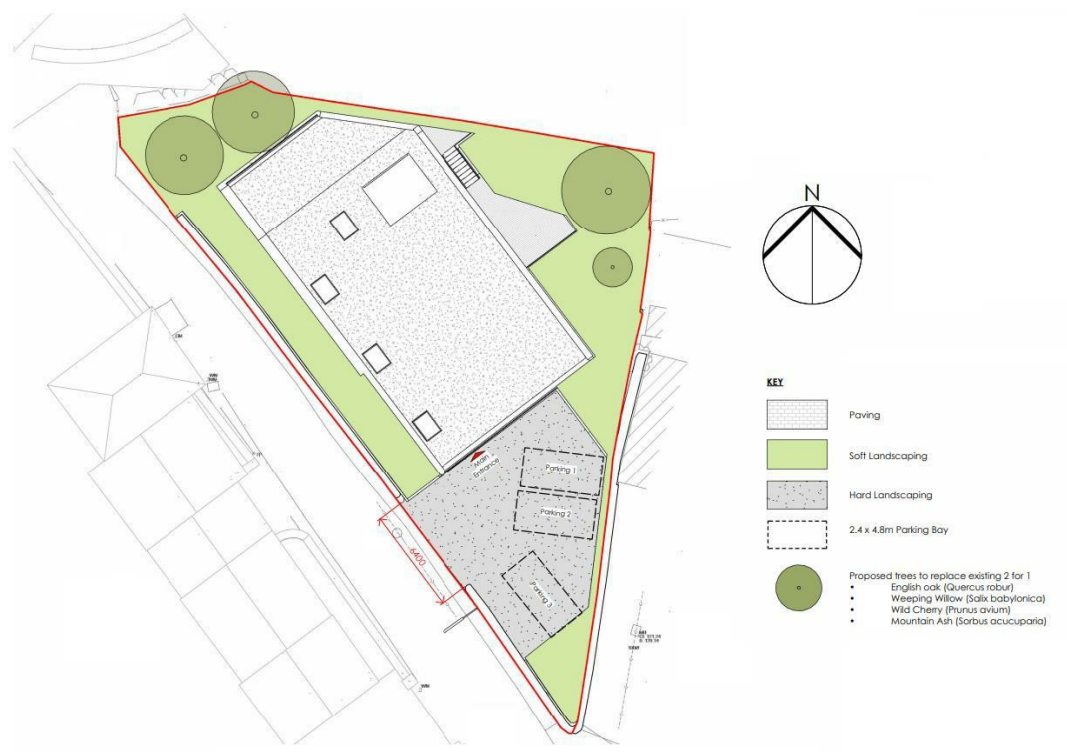 N
KEY
Paving
Soft Landscaping
Hard Landscaping
2.4 x 4.8m Parking Bay
Proposed trees to replace existing 2 for 1
• English oak (Quercus robur)
• Weeping Willow (Salix babylonica)
• Wild Cherry (Prunus avium)
• Mountain Ash (Sorbus acucuparia)
Main
Entrance
Parking 1
Parking 2
Parking 3
6400